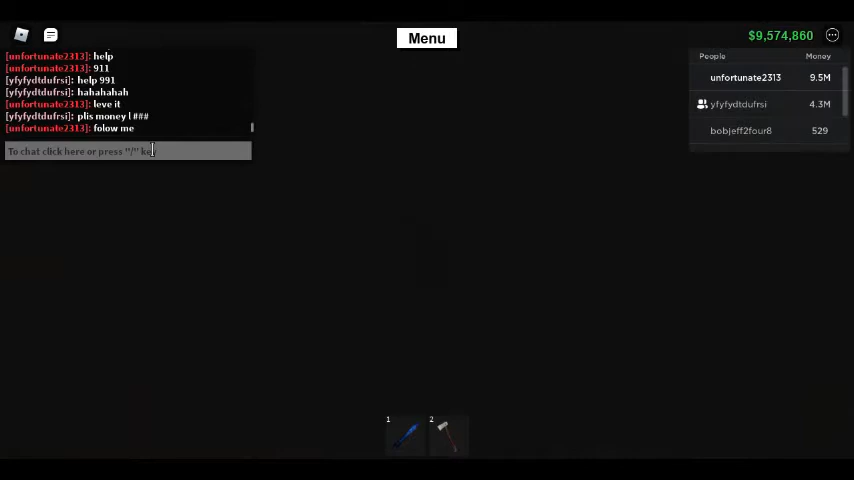 Menu
$9,574,860
[unfortunate2313]: help
[unfortunate2313]: 911
[yfyfydtdufrsi]: help 991
[yfyfydtdufrsi]: hahahahah
[unfortunate2313]: leve it
[yfyfydtdufrsi]: plis money l ###
[unfortunate2313]: folow me
To chat click here or press "/" key
People Money
unfortunate2313 9.5M
yfyfydtdufrsi 4.3M
bobjeff2four8 529
1 2